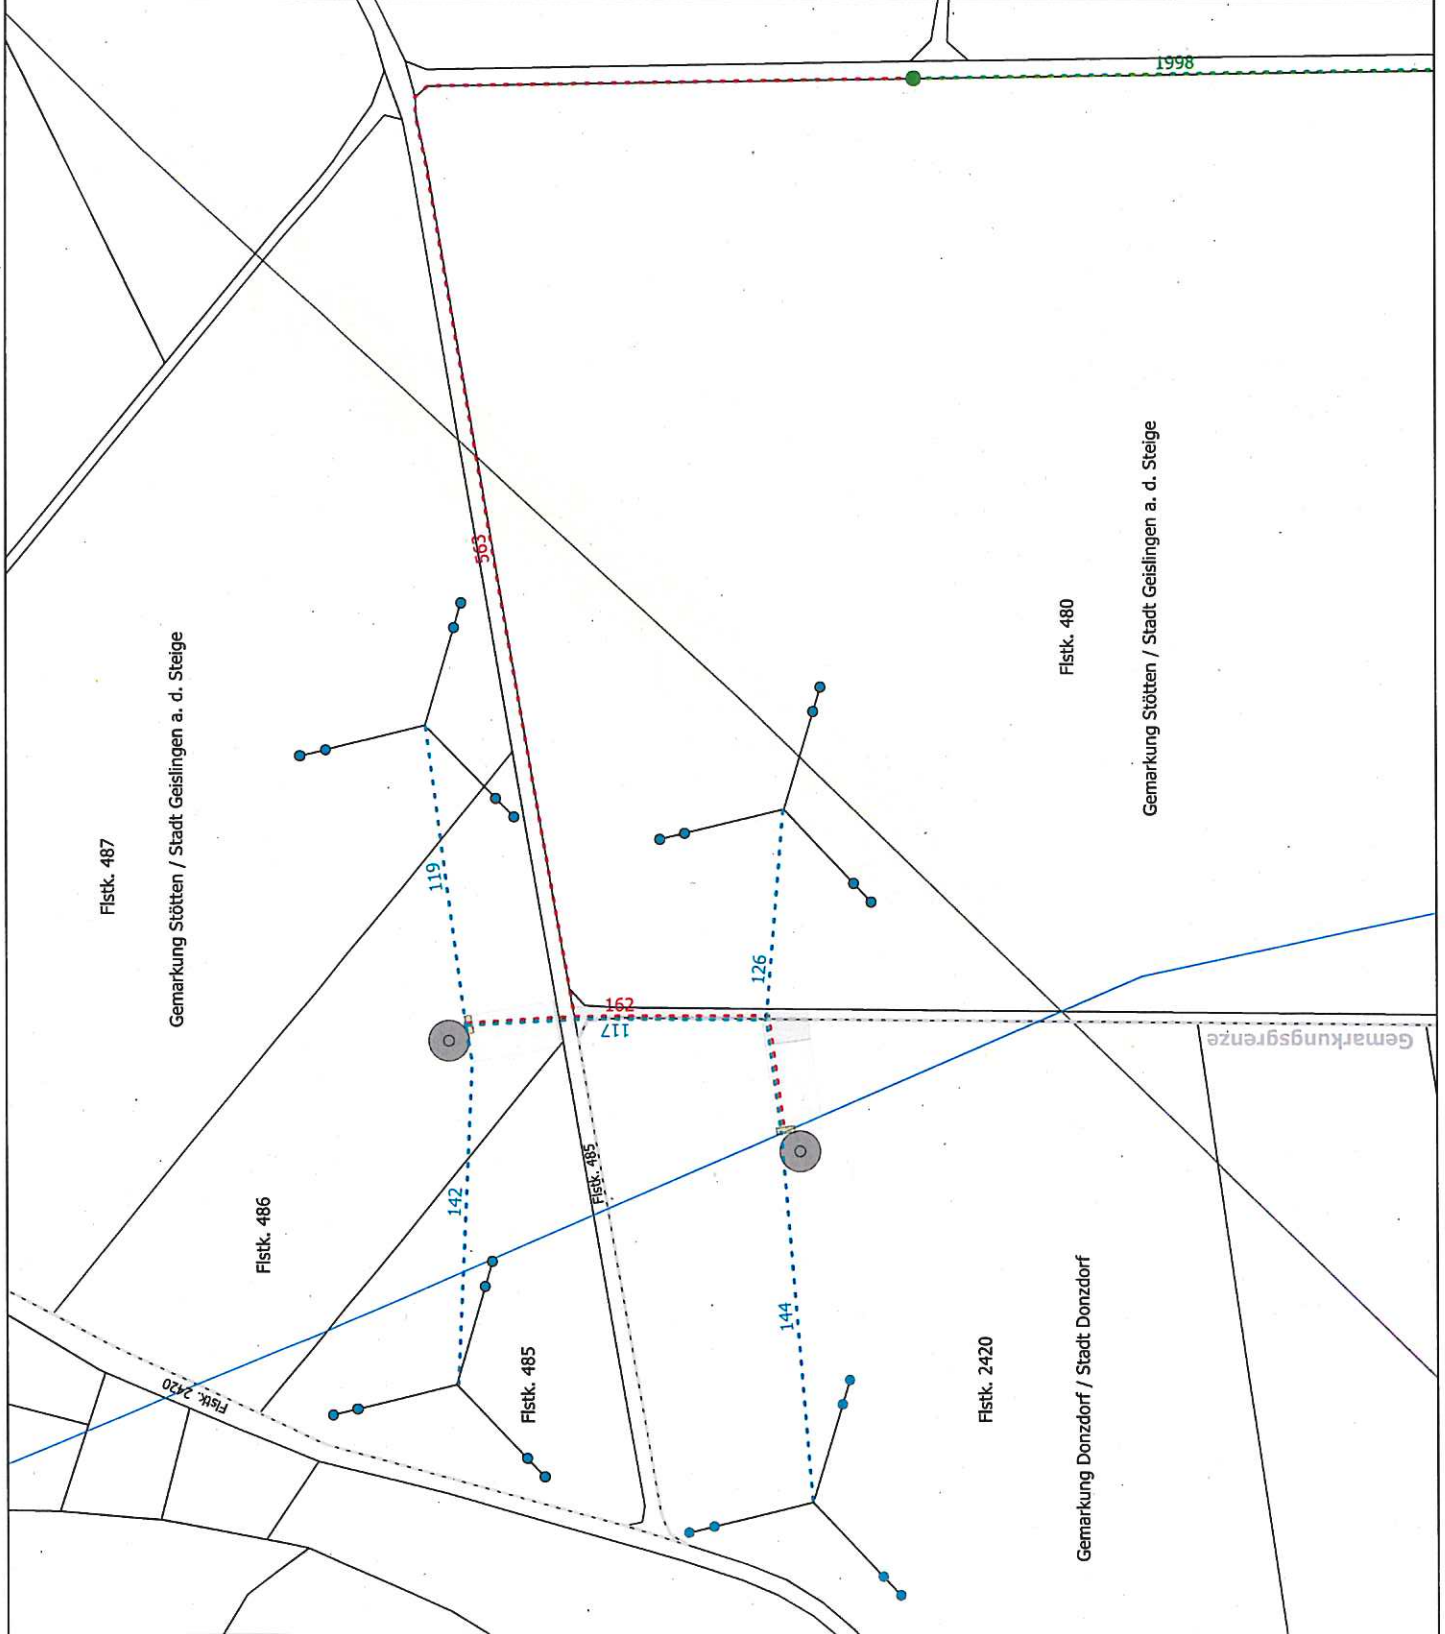 1998
563
Flstk. 480
Gemarkung Stötten / Stadt Geislingen a. d. Steige
Flstk. 487
Gemarkung Stötten / Stadt Geislingen a. d. Steige
119
126
162
117
Gemarkungsgrenze
Flstk. 485
142
Flstk. 486
144
Flstk. 2420
Flstk. 485
Flstk. 2420
Gemarkung Donzdorf / Stadt Donzdorf